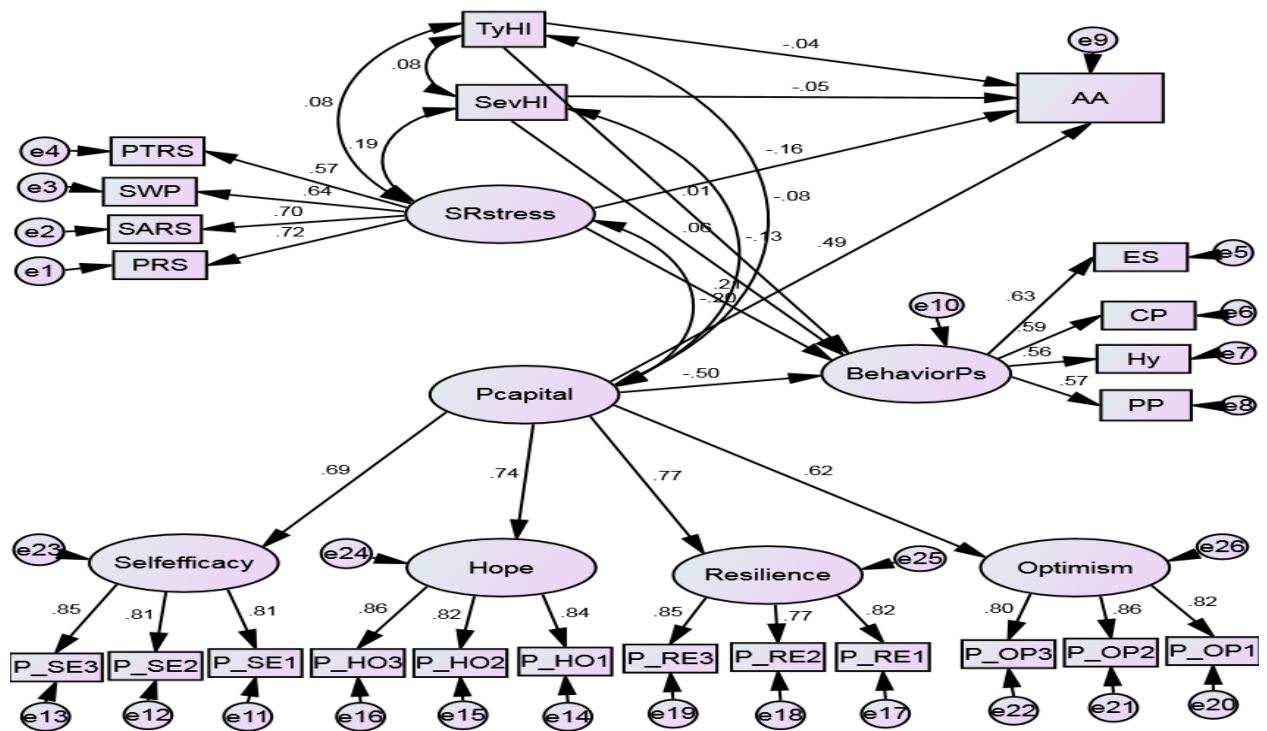 TyHI
-.04
e9
.08
SevHI
-.05
AA
.08
.19
-.16
e4
PTRS
.57
e3
SWP
.64
SRstress
.01
-.08
e2
SARS
.70
.06
-.13
.49
e1
PRS
.72
ES
e5
.21
-.20
e10
.63
CP
e6
.59
Hy
e7
.56
BehaviorPs
Pcapital
-.50
.57
PP
e8
.69
.74
.77
.62
e23
Selfefficacy
e24
Hope
Resilience
e25
Optimism
e26
.85
.81
.81
.86
.82
.84
.85
.77
.82
.80
.86
.82
P_SE3
P_SE2
P_SE1
P_HO3
P_HO2
P_HO1
P_RE3
P_RE2
P_RE1
P_OP3
P_OP2
P_OP1
e13
e12
e11
e16
e15
e14
e19
e18
e17
e22
e21
e20